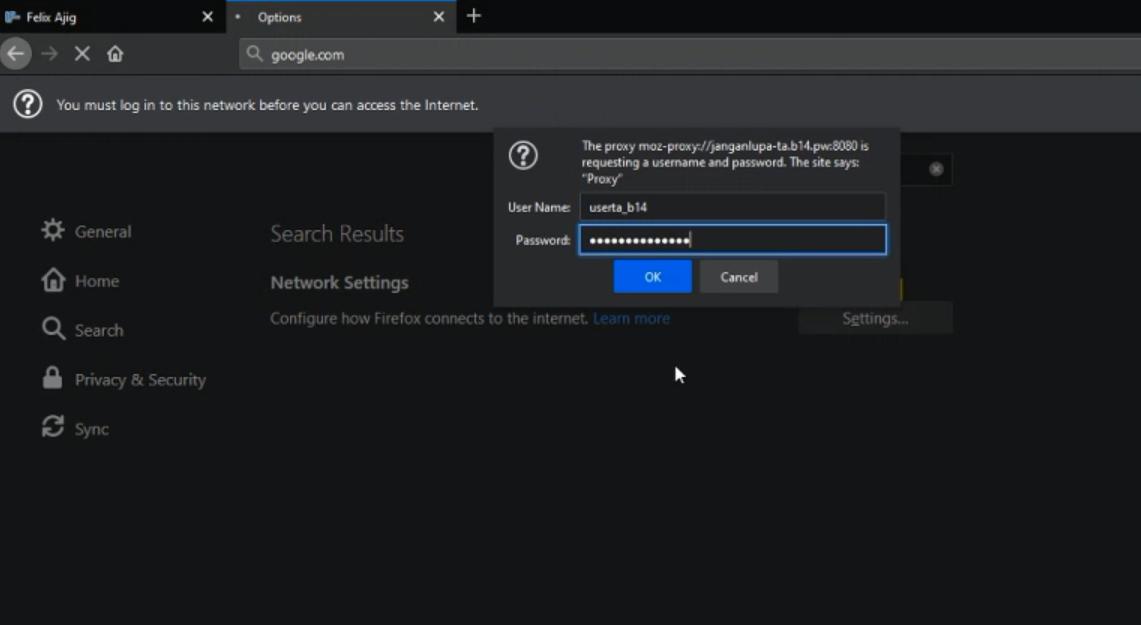 Felix Ajig
Options
google.com
You must log in to this network before you can access the Internet.
The proxy moz-proxy://janganlupa-ta.b14.pw:8080 is
requesting a username and password. The site says:
"Proxy"
User Name: userta_b14
Password: ••••••••••••••
OK Cancel
General
Home
Search
Privacy & Security
Sync
Search Results
Network Settings
Configure how Firefox connects to the internet. Learn more
Settings...